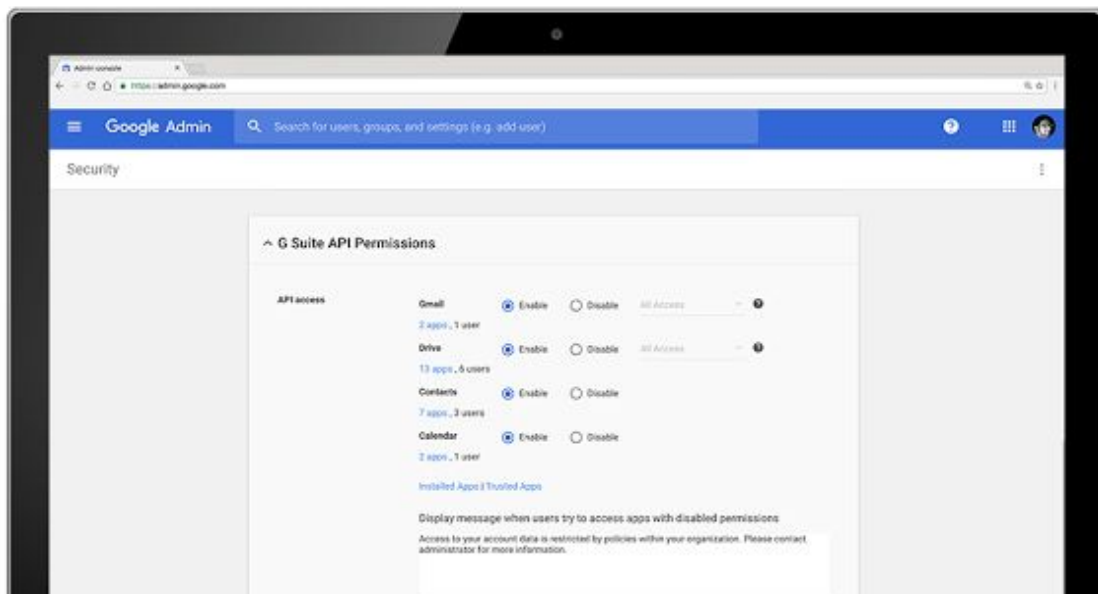 Admin console
https://admin.google.com
Google Admin
Search for users, groups, and settings (e.g. add user)
Security
G Suite API Permissions
API access
Gmail Enable Disable All Access
2 apps , 1 user
Drive Enable Disable All Access
13 apps , 6 users
Contacts Enable Disable
7 apps , 3 users
Calendar Enable Disable
2 apps , 1 user
Installed Apps | Trusted Apps
Display message when users try to access apps with disabled permissions
Access to your account data is restricted by policies within your organization. Please contact
administrator for more information.